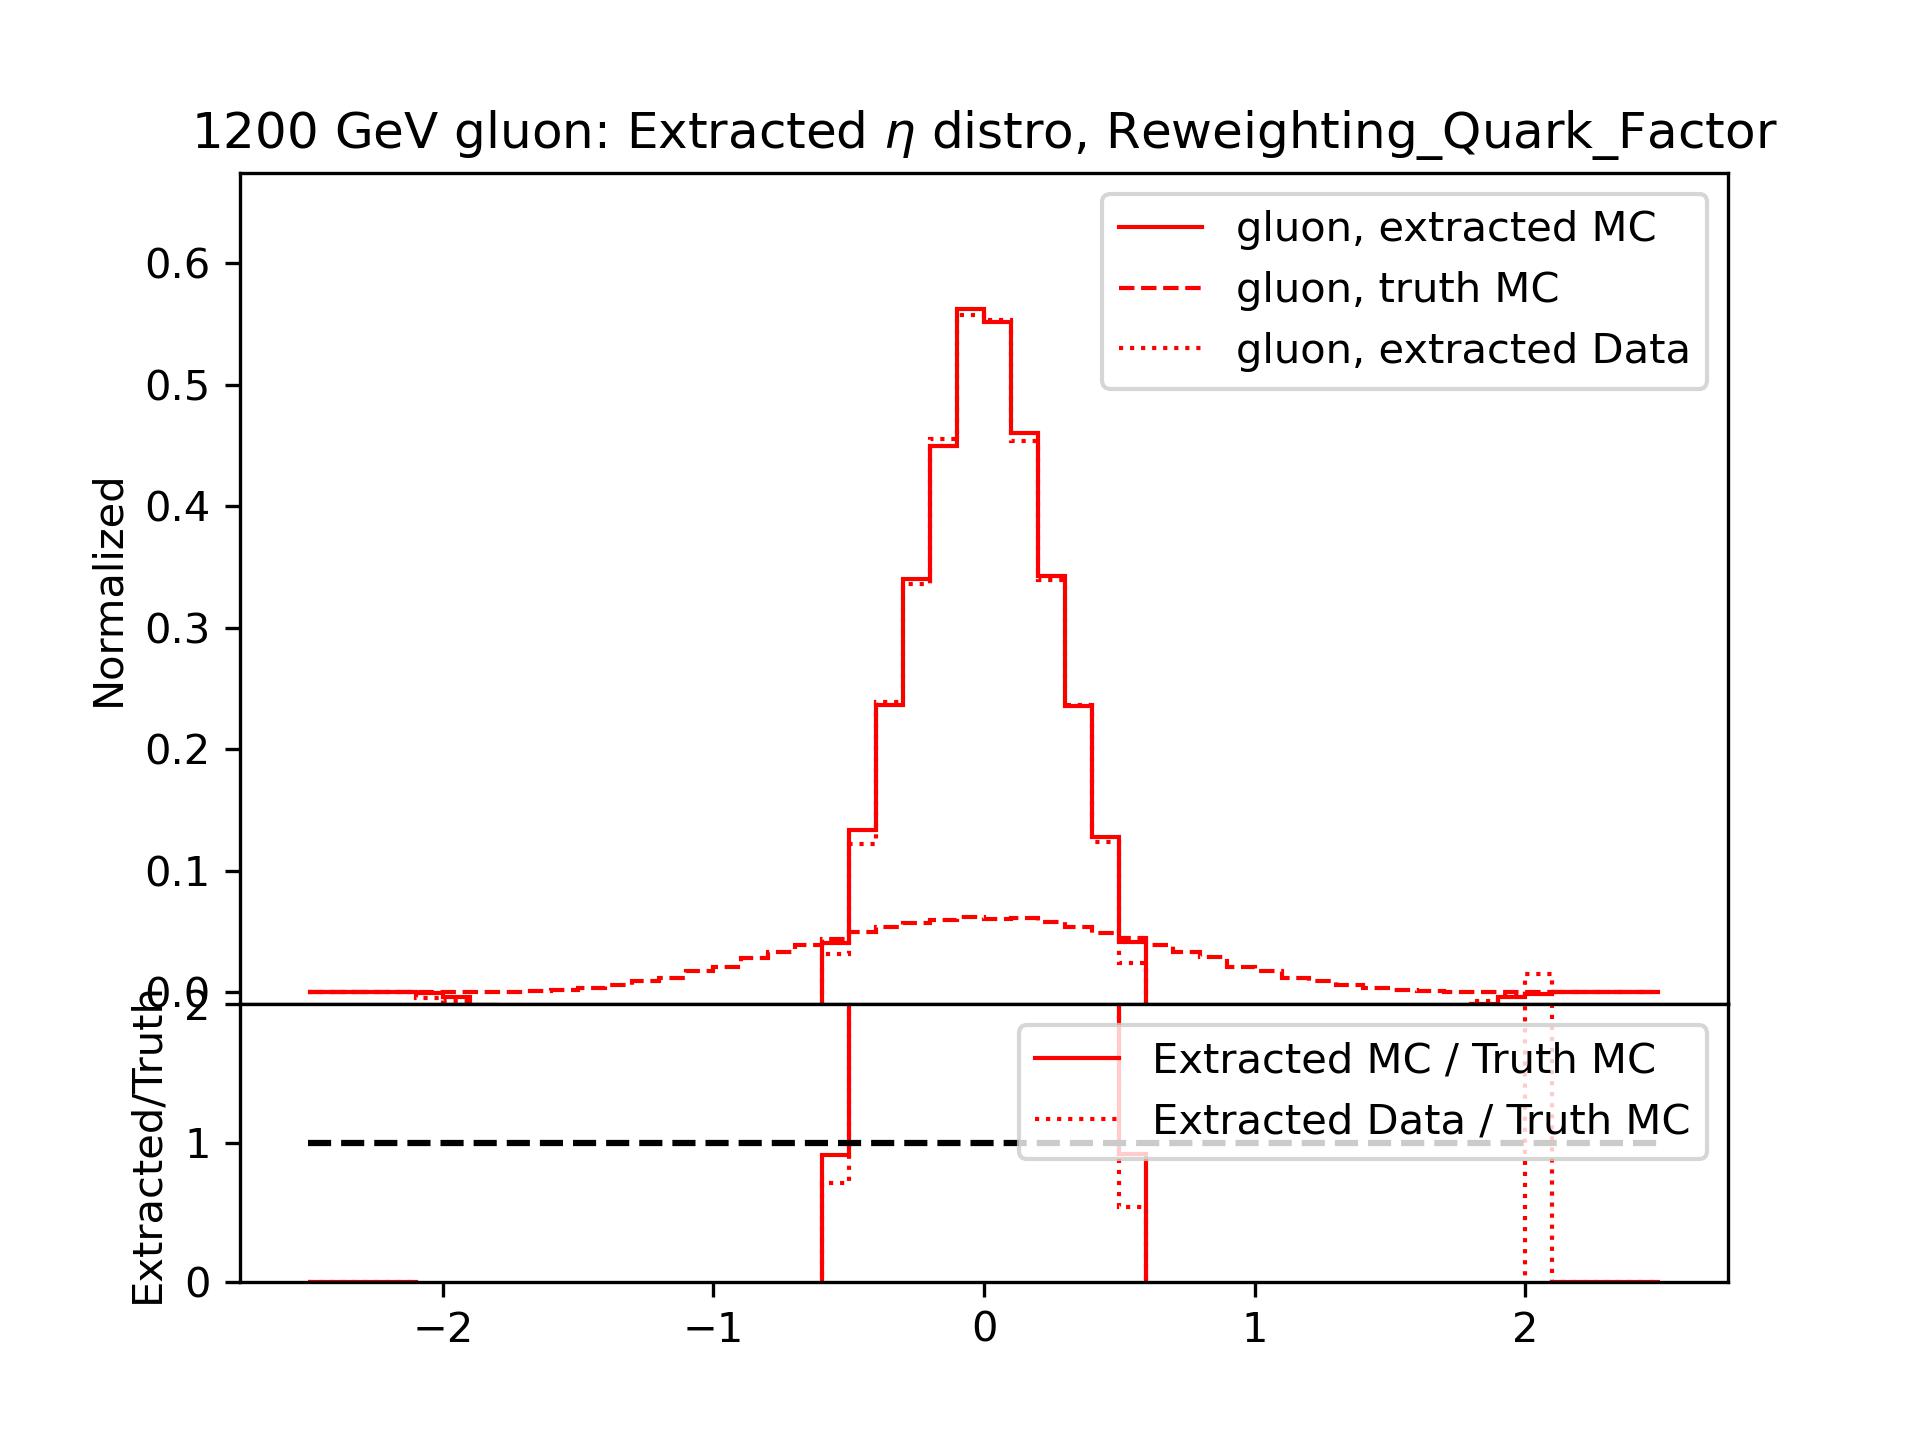 1200 GeV gluon: Extracted η distro, Reweighting_Quark_Factor
gluon, extracted MC
gluon, truth MC
gluon, extracted Data
Normalized
0.6
0.5
0.4
0.3
0.2
0.1
0.0
Extracted/Truth
2
1
0
Extracted MC / Truth MC
Extracted Data / Truth MC
−2 −1 0 1 2